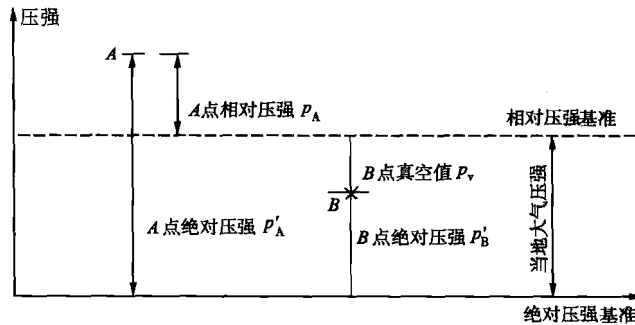 压强
A
A点相对压强 pA
相对压强基准
B点真空值 pv
B
A点绝对压强 p′A
B点绝对压强 p′B
当地大气压强
绝对压强基准